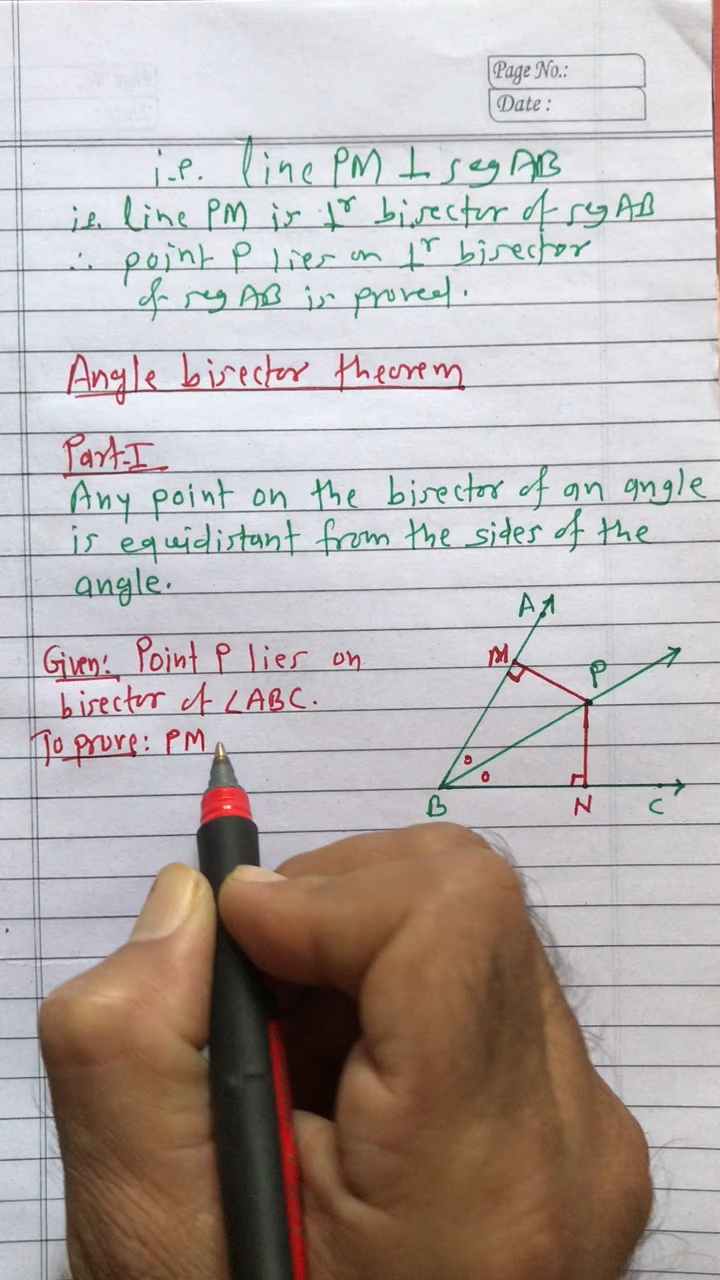 Page No.:
Date :
i.e. line PM ⊥ seg AB
i.e. line PM is ⊥r bisector of seg AB
∴ point P lies on ⊥r bisector
of seg AB is proved.
Angle bisector theorem
Part-I
Any point on the bisector of an angle
is equidistant from the sides of the
angle.
Given: Point P lies on
bisector of ∠ABC.
To prove: PM
A
M
P
B
N
C